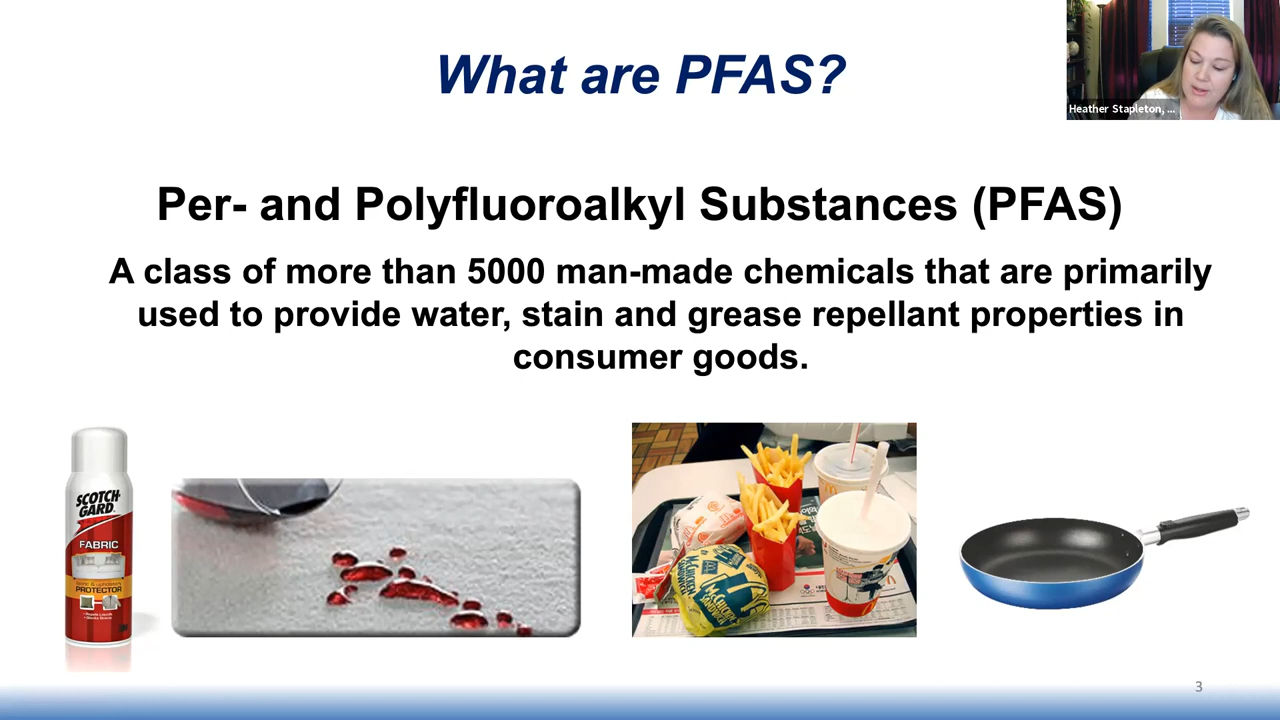 What are PFAS?
Heather Stapleton, ...
Per- and Polyfluoroalkyl Substances (PFAS)
A class of more than 5000 man-made chemicals that are primarily
used to provide water, stain and grease repellant properties in
consumer goods.
SCOTCH
GARD
FABRIC
PROTECTOR
3